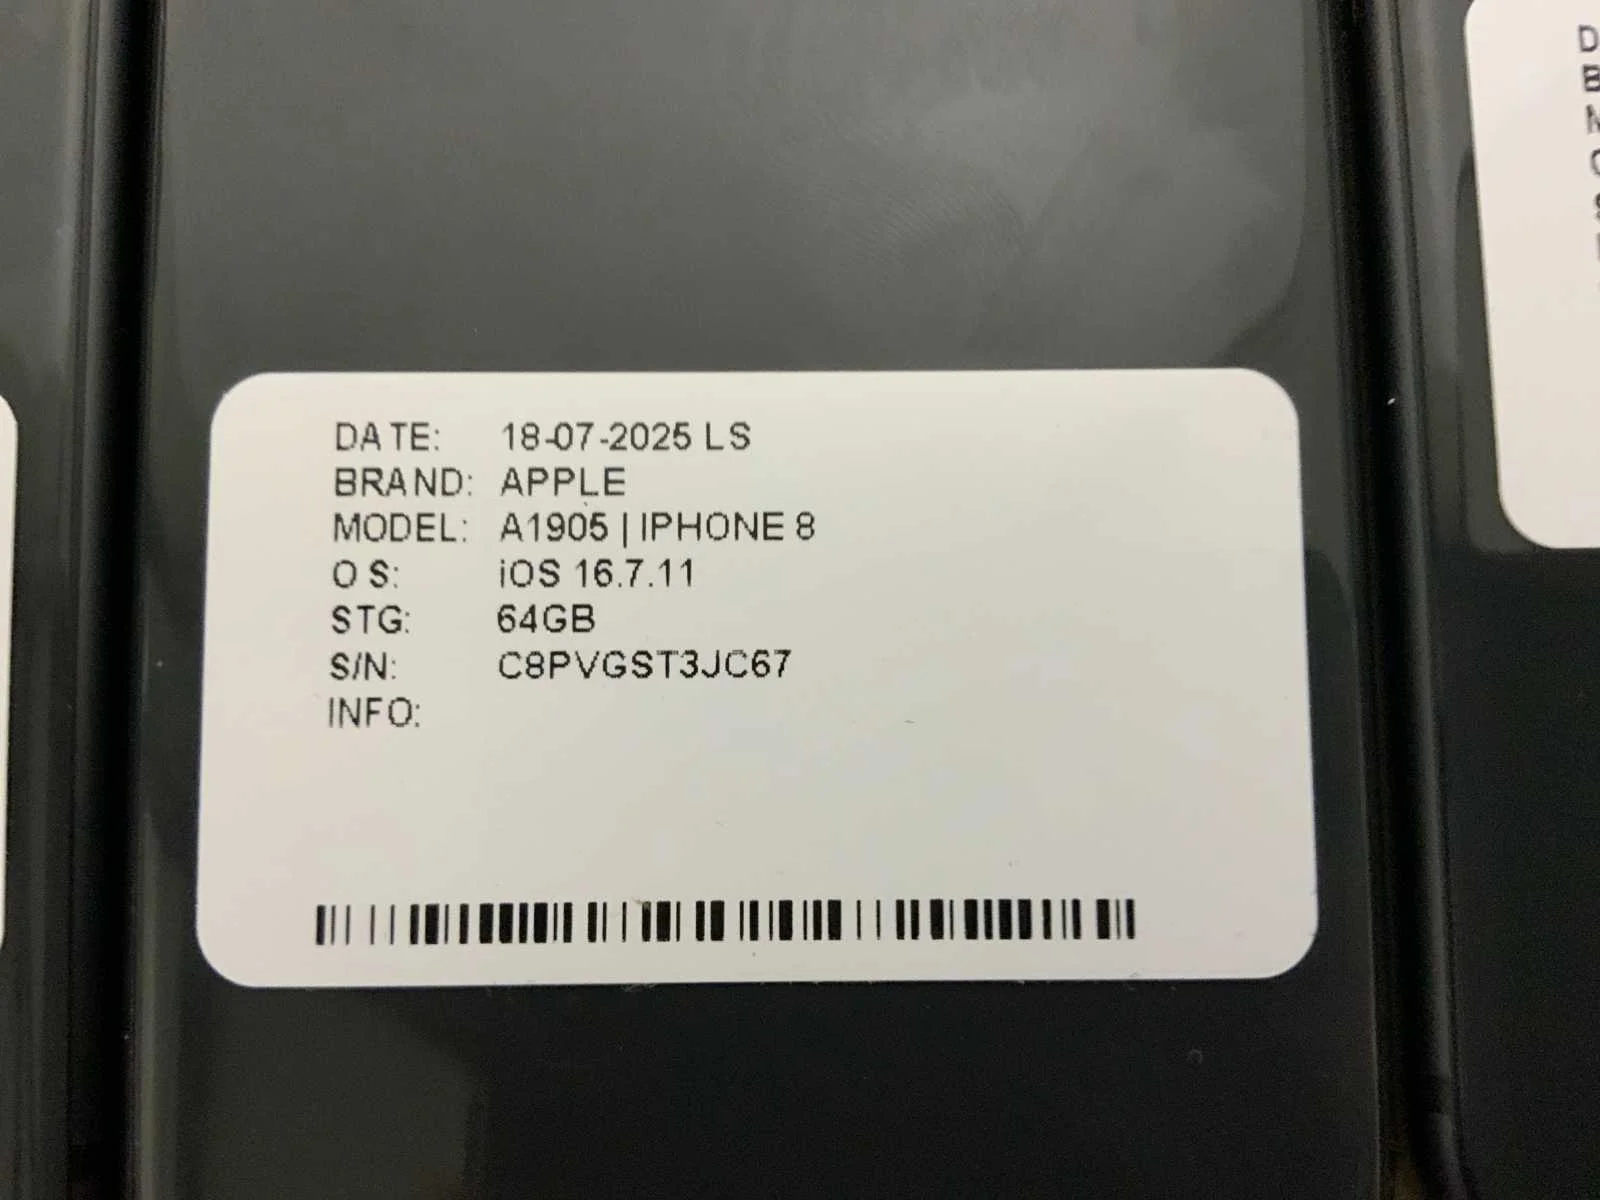 DATE: 18-07-2025 LS
BRAND: APPLE
MODEL: A1905 | IPHONE 8
OS: iOS 16.7.11
STG: 64GB
S/N: C8PVGST3JC67
INFO:
D
B